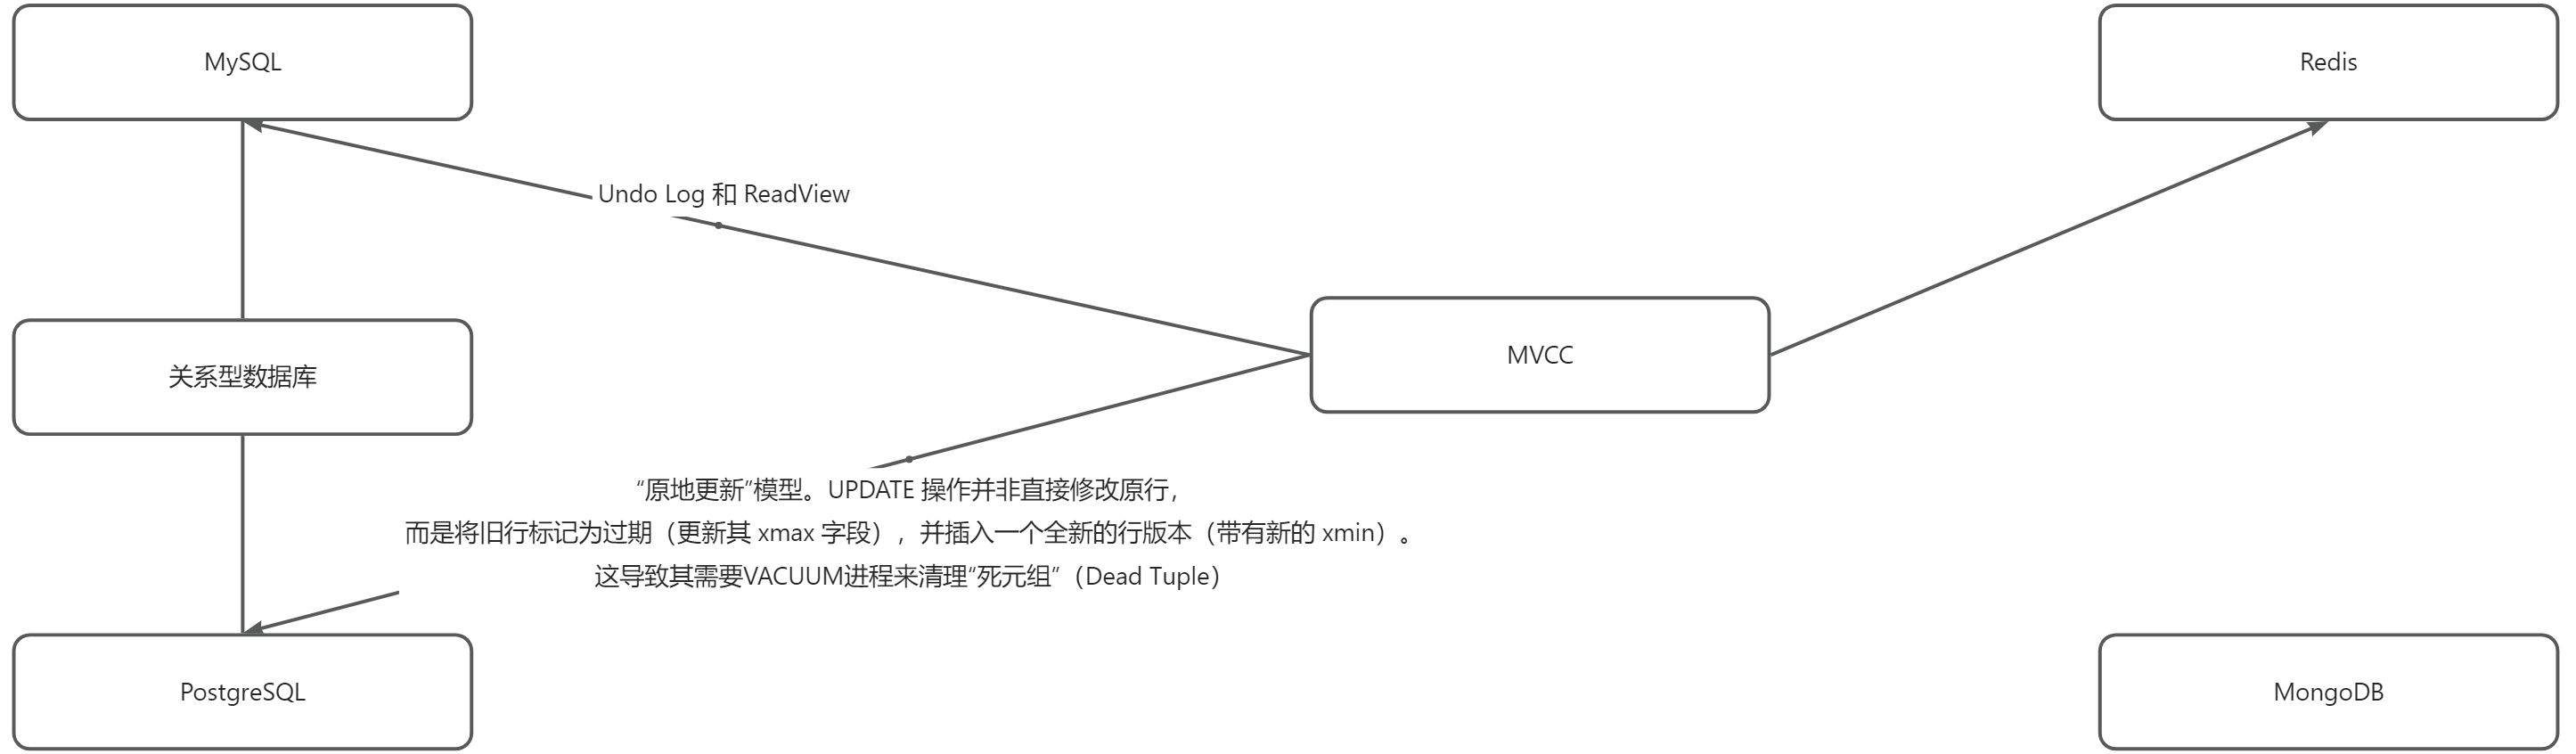 MySQL
Redis
Undo Log 和 ReadView
MVCC
关系型数据库
“原地更新”模型。UPDATE 操作并非直接修改原行，
而是将旧行标记为过期（更新其 xmax 字段），并插入一个全新的行版本（带有新的 xmin）。
这导致其需要VACUUM进程来清理“死元组”（Dead Tuple）
PostgreSQL
MongoDB